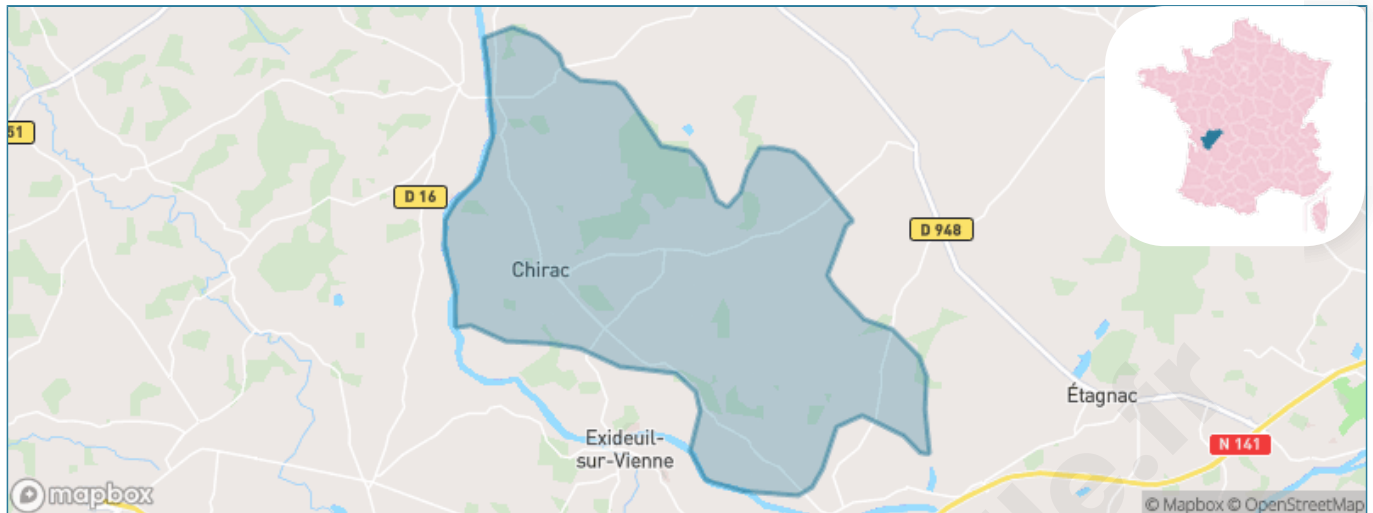 51
D 16
D 948
Chirac
Étagnac
Exideuil-
sur-Vienne
N 141
mapbox
© Mapbox © OpenStreetMap